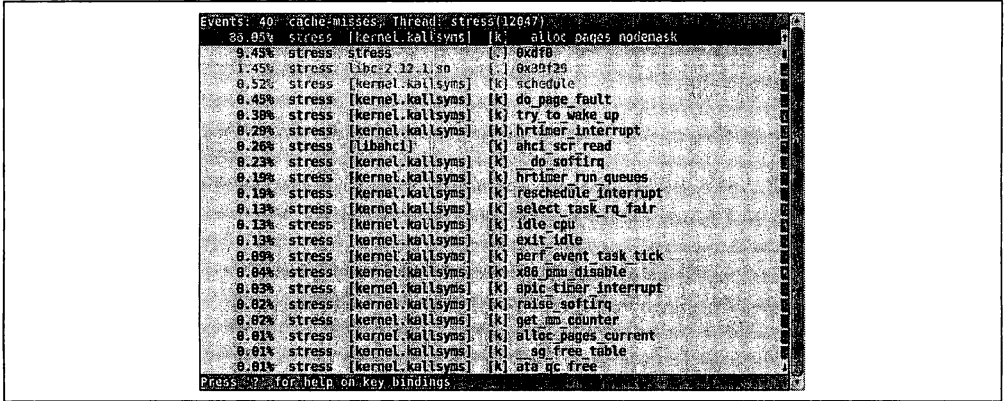 Events: 40 cache-misses, Thread: stress(12047)
86.05% stress [kernel.kallsyms] [k] __alloc_pages_nodemask
9.45% stress stress [.] 0xdf0
1.45% stress libc-2.12.1.so [.] 0x39f29
0.52% stress [kernel.kallsyms] [k] schedule
0.45% stress [kernel.kallsyms] [k] do_page_fault
0.38% stress [kernel.kallsyms] [k] try_to_wake_up
0.29% stress [kernel.kallsyms] [k] hrtimer_interrupt
0.26% stress [libahci] [k] ahci_scr_read
0.23% stress [kernel.kallsyms] [k] __do_softirq
0.19% stress [kernel.kallsyms] [k] hrtimer_run_queues
0.19% stress [kernel.kallsyms] [k] reschedule_interrupt
0.13% stress [kernel.kallsyms] [k] select_task_rq_fair
0.13% stress [kernel.kallsyms] [k] idle_cpu
0.13% stress [kernel.kallsyms] [k] exit_idle
0.09% stress [kernel.kallsyms] [k] perf_event_task_tick
0.04% stress [kernel.kallsyms] [k] x86_pmu_disable
0.03% stress [kernel.kallsyms] [k] apic_timer_interrupt
0.02% stress [kernel.kallsyms] [k] raise_softirq
0.02% stress [kernel.kallsyms] [k] get_mm_counter
0.01% stress [kernel.kallsyms] [k] alloc_pages_current
0.01% stress [kernel.kallsyms] [k] __sg_free_table
0.01% stress [kernel.kallsyms] [k] ata_qc_free
Press '?' for help on key bindings